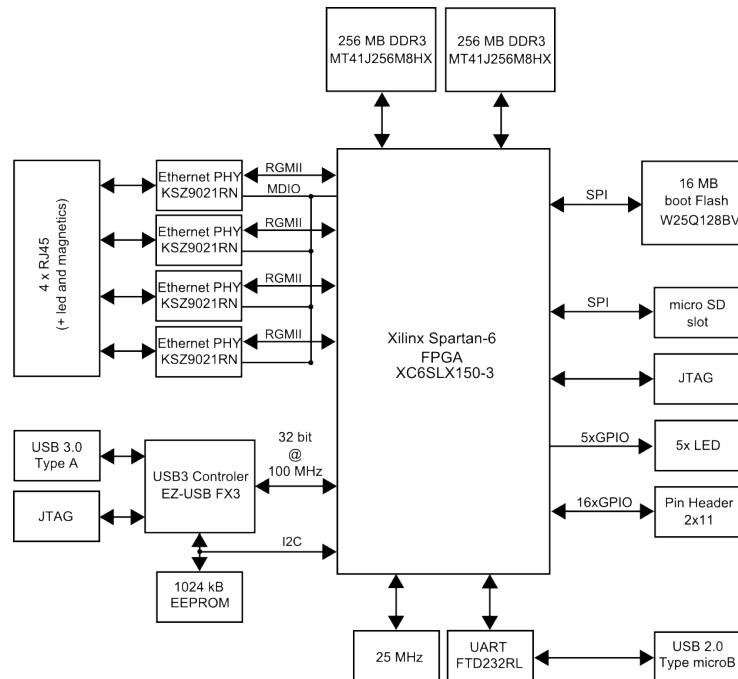 256 MB DDR3
MT41J256M8HX
256 MB DDR3
MT41J256M8HX
4 x RJ45
(+ led and magnetics)
Ethernet PHY
KSZ9021RN
RGMII
MDIO
Ethernet PHY
KSZ9021RN
RGMII
Ethernet PHY
KSZ9021RN
RGMII
Ethernet PHY
KSZ9021RN
RGMII
Xilinx Spartan-6
FPGA
XC6SLX150-3
SPI
16 MB
boot Flash
W25Q128BV
SPI
micro SD
slot
JTAG
5xGPIO
5x LED
16xGPIO
Pin Header
2x11
USB 3.0
Type A
JTAG
USB3 Controler
EZ-USB FX3
32 bit
@
100 MHz
I2C
1024 kB
EEPROM
25 MHz
UART
FTD232RL
USB 2.0
Type microB